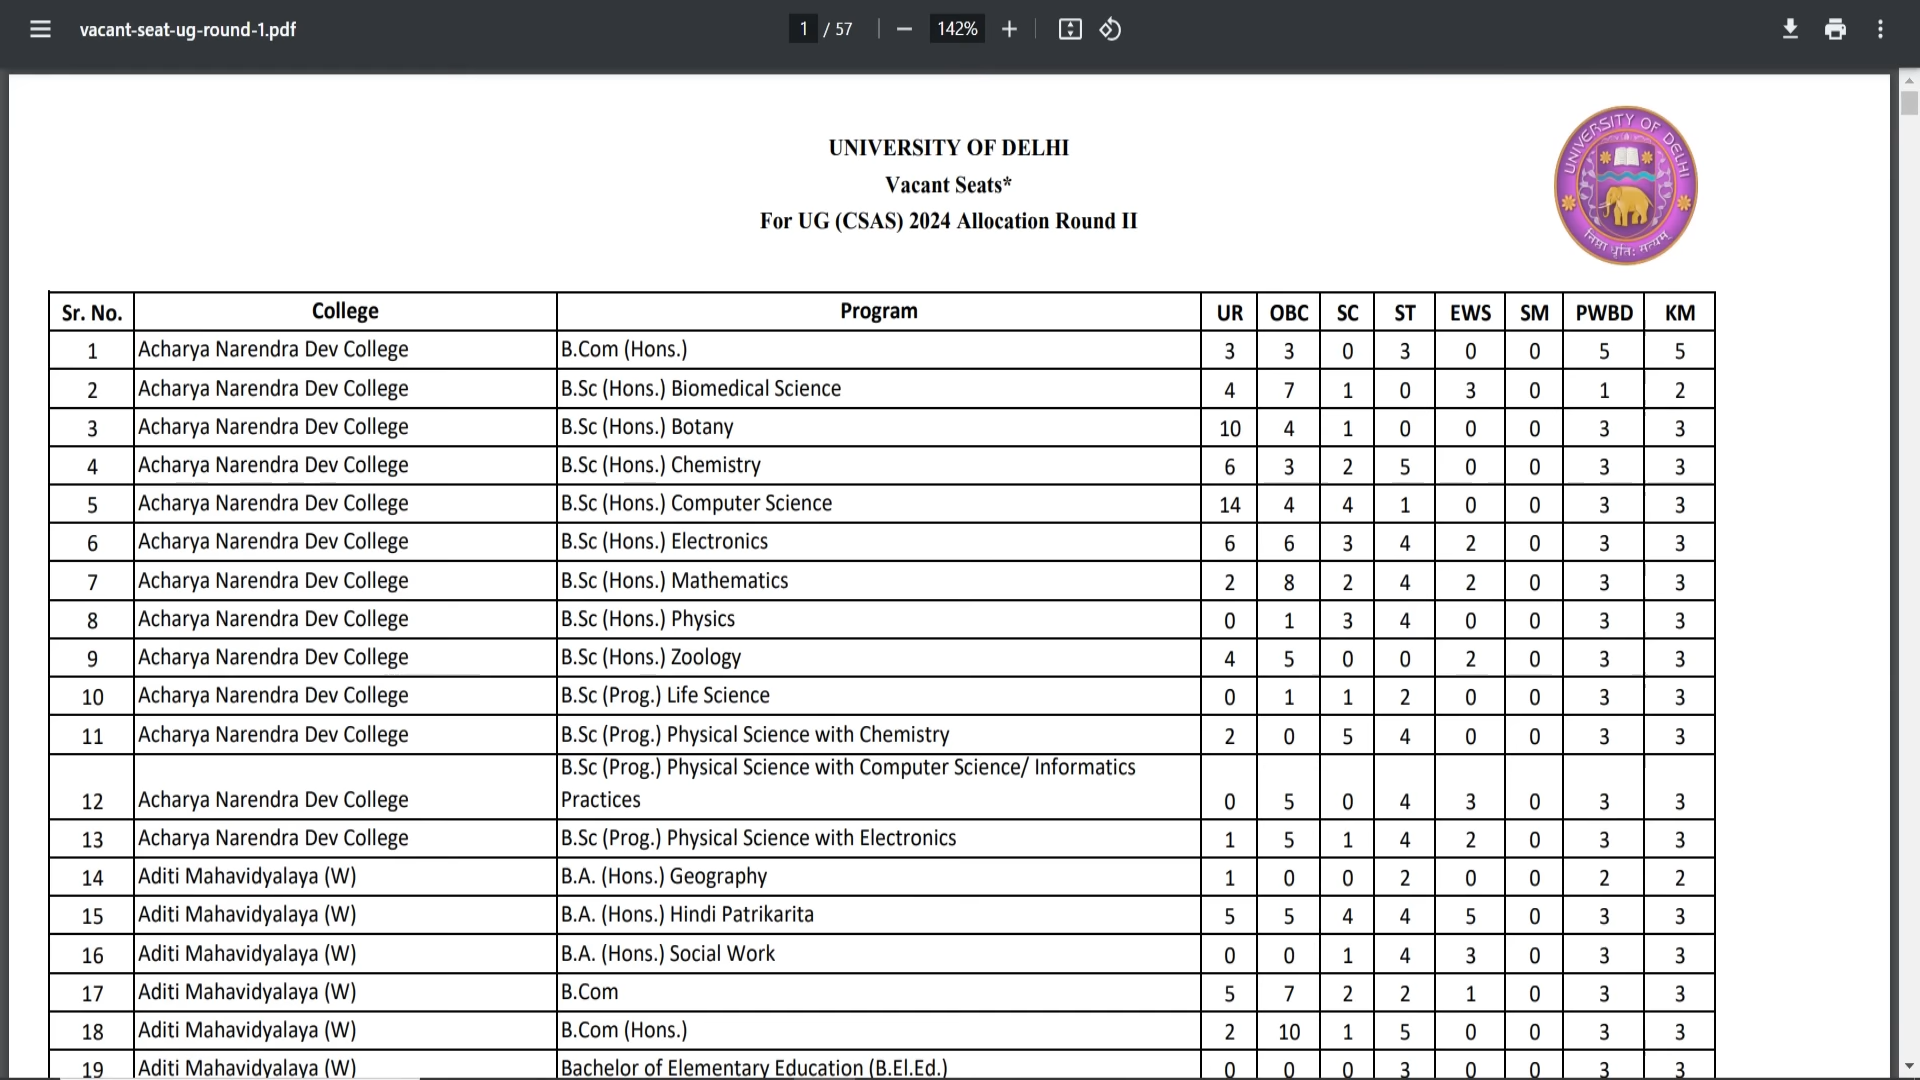 vacant-seat-ug-round-1.pdf 1 / 57 142%
UNIVERSITY OF DELHI
Vacant Seats*
For UG (CSAS) 2024 Allocation Round II
UNIVERSITY OF DELHI
Sr. No. College Program UR OBC SC ST EWS SM PWBD KM
1 Acharya Narendra Dev College B.Com (Hons.) 3 3 0 3 0 0 5 5
2 Acharya Narendra Dev College B.Sc (Hons.) Biomedical Science 4 7 1 0 3 0 1 2
3 Acharya Narendra Dev College B.Sc (Hons.) Botany 10 4 1 0 0 0 3 3
4 Acharya Narendra Dev College B.Sc (Hons.) Chemistry 6 3 2 5 0 0 3 3
5 Acharya Narendra Dev College B.Sc (Hons.) Computer Science 14 4 4 1 0 0 3 3
6 Acharya Narendra Dev College B.Sc (Hons.) Electronics 6 6 3 4 2 0 3 3
7 Acharya Narendra Dev College B.Sc (Hons.) Mathematics 2 8 2 4 2 0 3 3
8 Acharya Narendra Dev College B.Sc (Hons.) Physics 0 1 3 4 0 0 3 3
9 Acharya Narendra Dev College B.Sc (Hons.) Zoology 4 5 0 0 2 0 3 3
10 Acharya Narendra Dev College B.Sc (Prog.) Life Science 0 1 1 2 0 0 3 3
11 Acharya Narendra Dev College B.Sc (Prog.) Physical Science with Chemistry 2 0 5 4 0 0 3 3
B.Sc (Prog.) Physical Science with Computer Science/ Informatics
12 Acharya Narendra Dev College Practices 0 5 0 4 3 0 3 3
13 Acharya Narendra Dev College B.Sc (Prog.) Physical Science with Electronics 1 5 1 4 2 0 3 3
14 Aditi Mahavidyalaya (W) B.A. (Hons.) Geography 1 0 0 2 0 0 2 2
15 Aditi Mahavidyalaya (W) B.A. (Hons.) Hindi Patrikarita 5 5 4 4 5 0 3 3
16 Aditi Mahavidyalaya (W) B.A. (Hons.) Social Work 0 0 1 4 3 0 3 3
17 Aditi Mahavidyalaya (W) B.Com 5 7 2 2 1 0 3 3
18 Aditi Mahavidyalaya (W) B.Com (Hons.) 2 10 1 5 0 0 3 3
19 Aditi Mahavidyalaya (W) Bachelor of Elementary Education (B.El.Ed.) 0 0 0 3 0 0 3 3